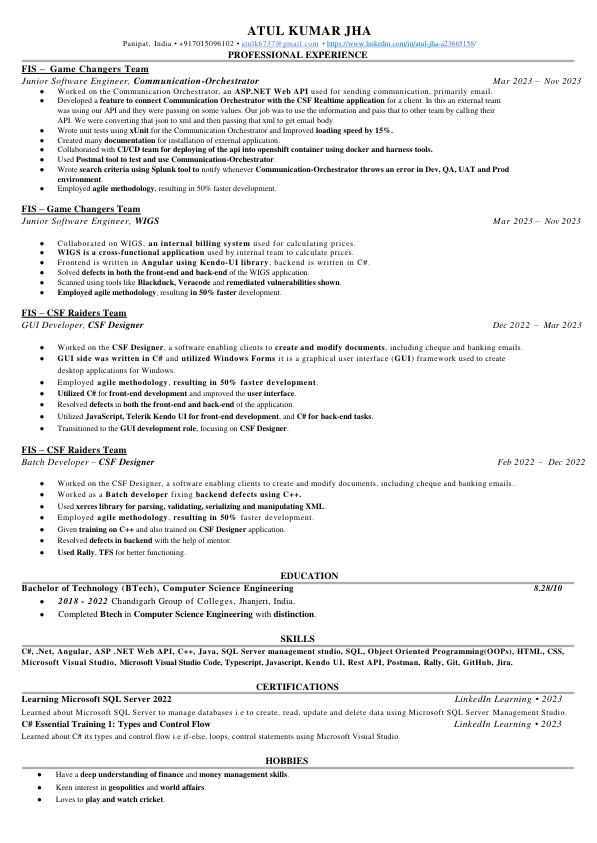 ATUL KUMAR JHA
Panipat, India • +917015096102 • atulk6737@gmail.com • https://www.linkedin.com/in/atul-jha-a23665158/
PROFESSIONAL EXPERIENCE
FIS – Game Changers Team
Junior Software Engineer, Communication-Orchestrator Mar 2023 – Nov 2023
● Worked on the Communication Orchestrator, an ASP.NET Web API used for sending communication, primarily email.
● Developed a feature to connect Communication Orchestrator with the CSF Realtime application for a client. In this an external team
was using our API and they were passing on some values. Our job was to use the information and pass that to other team by calling their
API. We were converting that json to xml and then passing that xml to get email body.
● Wrote unit tests using xUnit for the Communication Orchestrator and Improved loading speed by 15%.
● Created many documentation for installation of external application.
● Collaborated with CI/CD team for deploying of the api into openshift container using docker and harness tools.
● Used Postmal tool to test and use Communication-Orchestrator.
● Wrote search criteria using Splunk tool to notify whenever Communication-Orchestrator throws an error in Dev, QA, UAT and Prod
environment.
● Employed agile methodology, resulting in 50% faster development.
FIS – Game Changers Team
Junior Software Engineer, WIGS Mar 2023 – Nov 2023
● Collaborated on WIGS, an internal billing system used for calculating prices.
● WIGS is a cross-functional application used by internal team to calculate prices.
● Frontend is written in Angular using Kendo-UI library, backend is written in C#.
● Solved defects in both the front-end and back-end of the WIGS application.
● Scanned using tools like Blackduck, Veracode and remediated vulnerabilities shown.
● Employed agile methodology, resulting in 50% faster development.
FIS – CSF Raiders Team
GUI Developer, CSF Designer Dec 2022 – Mar 2023
● Worked on the CSF Designer, a software enabling clients to create and modify documents, including cheque and banking emails.
● GUI side was written in C# and utilized Windows Forms it is a graphical user interface (GUI) framework used to create
desktop applications for Windows.
● Employed agile methodology, resulting in 50% faster development.
● Utilized C# for front-end development and improved the user interface.
● Resolved defects in both the front-end and back-end of the application.
● Utilized JavaScript, Telerik Kendo UI for front-end development, and C# for back-end tasks.
● Transitioned to the GUI development role, focusing on CSF Designer.
FIS – CSF Raiders Team
Batch Developer – CSF Designer Feb 2022 – Dec 2022
● Worked on the CSF Designer, a software enabling clients to create and modify documents, including cheque and banking emails..
● Worked as a Batch developer fixing backend defects using C++.
● Used xerces library for parsing, validating, serializing and manipulating XML.
● Employed agile methodology, resulting in 50% faster development.
● Given training on C++ and also trained on CSF Designer application.
● Resolved defects in backend with the help of mentor.
● Used Rally, TFS for better functioning.
EDUCATION
Bachelor of Technology (BTech), Computer Science Engineering 8.28/10
● 2018 - 2022 Chandigarh Group of Colleges, Jhanjeri, India.
● Completed Btech in Computer Science Engineering with distinction.
SKILLS
C#, .Net, Angular, ASP .NET Web API, C++, Java, SQL Server management studio, SQL, Object Oriented Programming(OOPs), HTML, CSS,
Microsoft Visual Studio, Microsoft Visual Studio Code, Typescript, Javascript, Kendo UI, Rest API, Postman, Rally, Git, GitHub, Jira.
CERTIFICATIONS
Learning Microsoft SQL Server 2022 LinkedIn Learning • 2023
Learned about Microsoft SQL Server to manage databases i.e to create, read, update and delete data using Microsoft SQL Server Management Studio.
C# Essential Training 1: Types and Control Flow LinkedIn Learning • 2023
Learned about C# its types and control flow i.e if-else, loops, control statements using Microsoft Visual Studio.
HOBBIES
● Have a deep understanding of finance and money management skills.
● Keen interest in geopolitics and world affairs.
● Loves to play and watch cricket.